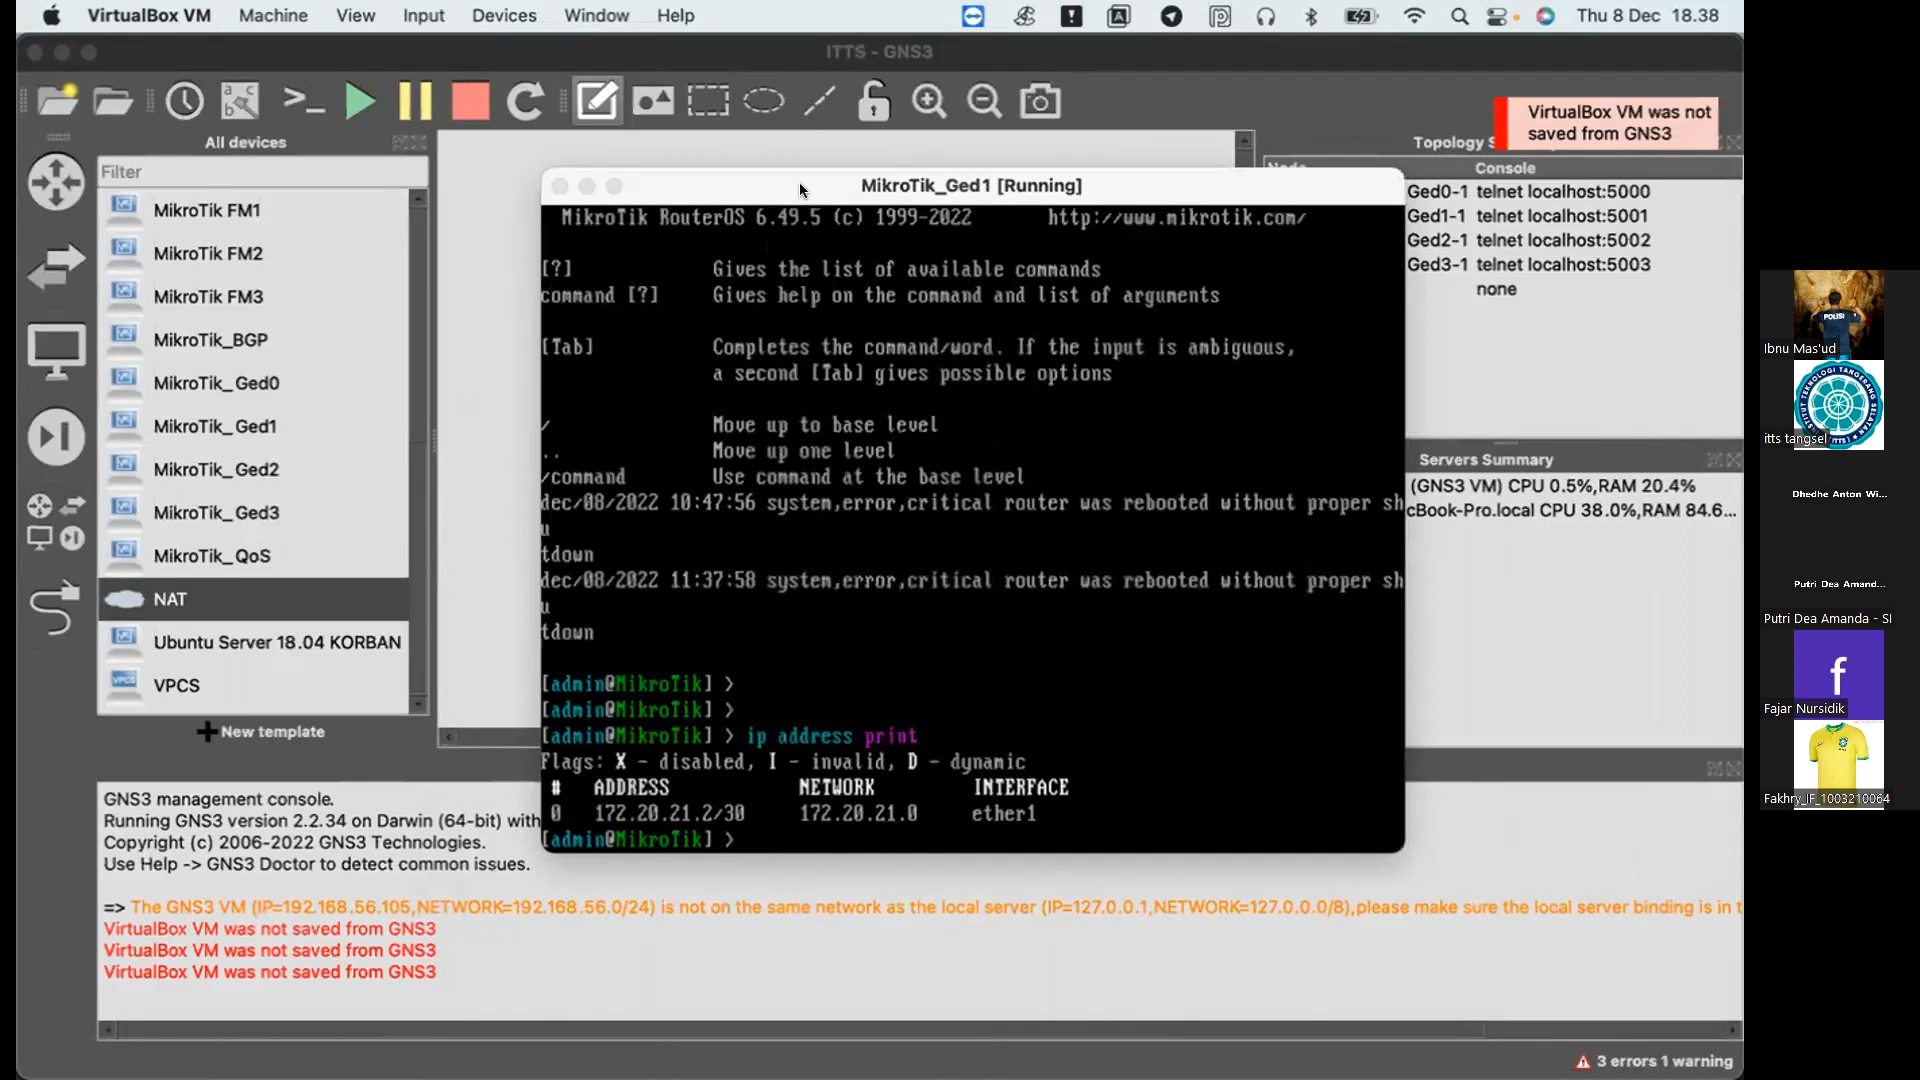 VirtualBox VM Machine View Input Devices Window Help Thu 8 Dec 18.38
ITTS - GNS3
VirtualBox VM was not
saved from GNS3
All devices
Filter
MikroTik FM1
MikroTik FM2
MikroTik FM3
MikroTik_BGP
MikroTik_Ged0
MikroTik_Ged1
MikroTik_Ged2
MikroTik_Ged3
MikroTik_QoS
NAT
Ubuntu Server 18.04 KORBAN
VPCS
New template
MikroTik_Ged1 [Running]
MikroTik RouterOS 6.49.5 (c) 1999-2022 http://www.mikrotik.com/
[?] Gives the list of available commands
command [?] Gives help on the command and list of arguments
[Tab] Completes the command/word. If the input is ambiguous,
a second [Tab] gives possible options
/ Move up to base level
.. Move up one level
/command Use command at the base level
dec/08/2022 10:47:56 system,error,critical router was rebooted without proper sh
u
tdown
dec/08/2022 11:37:58 system,error,critical router was rebooted without proper sh
u
tdown
[admin@MikroTik] >
[admin@MikroTik] >
[admin@MikroTik] > ip address print
Flags: X - disabled, I - invalid, D - dynamic
# ADDRESS NETWORK INTERFACE
0 172.20.21.2/30 172.20.21.0 ether1
[admin@MikroTik] >
Topology S
Node Console
Ged0-1 telnet localhost:5000
Ged1-1 telnet localhost:5001
Ged2-1 telnet localhost:5002
Ged3-1 telnet localhost:5003
none
Servers Summary
(GNS3 VM) CPU 0.5%,RAM 20.4%
cBook-Pro.local CPU 38.0%,RAM 84.6...
GNS3 management console.
Running GNS3 version 2.2.34 on Darwin (64-bit) with
Copyright (c) 2006-2022 GNS3 Technologies.
Use Help -> GNS3 Doctor to detect common issues.
=> The GNS3 VM (IP=192.168.56.105,NETWORK=192.168.56.0/24) is not on the same network as the local server (IP=127.0.0.1,NETWORK=127.0.0.0/8),please make sure the local server binding is in t
VirtualBox VM was not saved from GNS3
VirtualBox VM was not saved from GNS3
VirtualBox VM was not saved from GNS3
3 errors 1 warning
POLISI
Ibnu Mas'ud
itts tangsel
Dhedhe Anton Wi...
Putri Dea Amand...
Putri Dea Amanda - SI
f
Fajar Nursidik
Fakhry_IF_1003210064